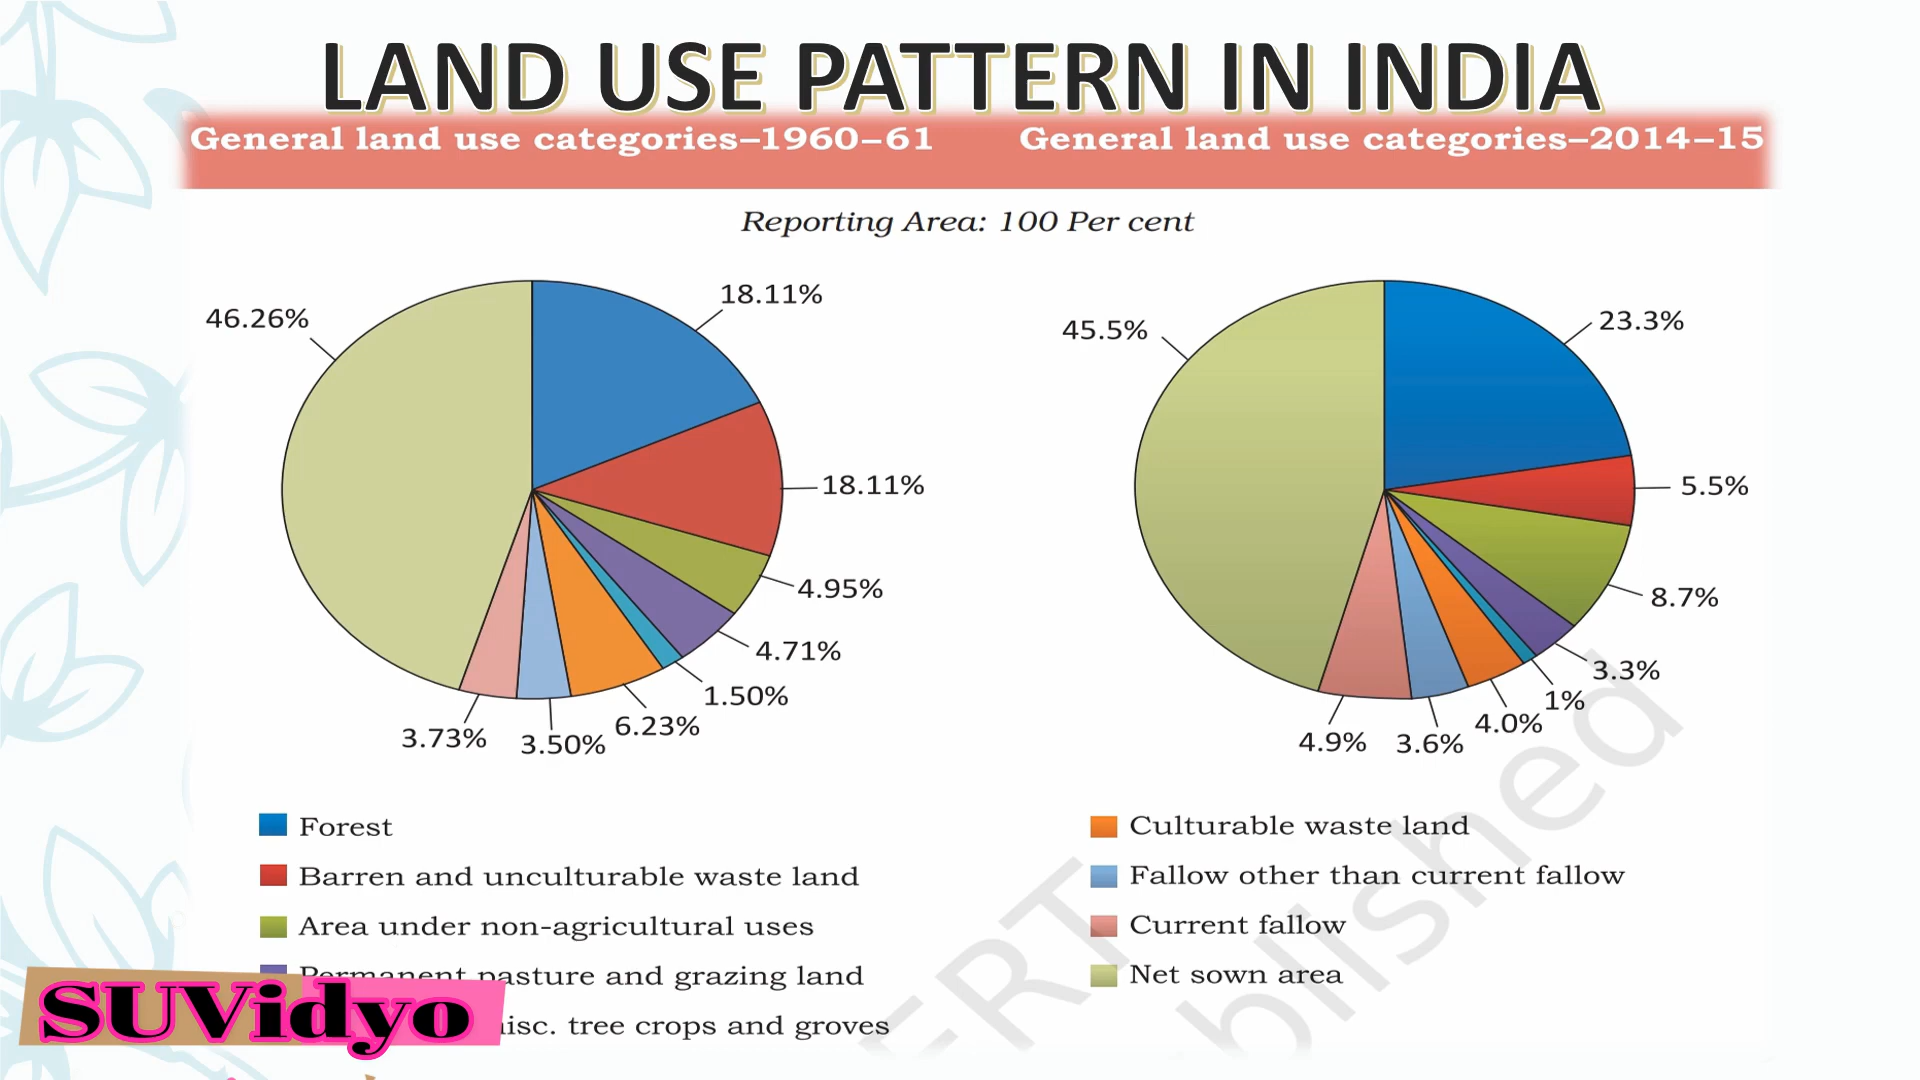 LAND USE PATTERN IN INDIA
General land use categories–1960–61
General land use categories–2014–15
Reporting Area: 100 Per cent
46.26%
18.11%
18.11%
4.95%
4.71%
1.50%
6.23%
3.50%
3.73%
45.5%
23.3%
5.5%
8.7%
3.3%
1%
4.0%
3.6%
4.9%
Forest
Barren and unculturable waste land
Area under non-agricultural uses
Permanent pasture and grazing land
tree crops and groves
Culturable waste land
Fallow other than current fallow
Current fallow
Net sown area
SUVidyo